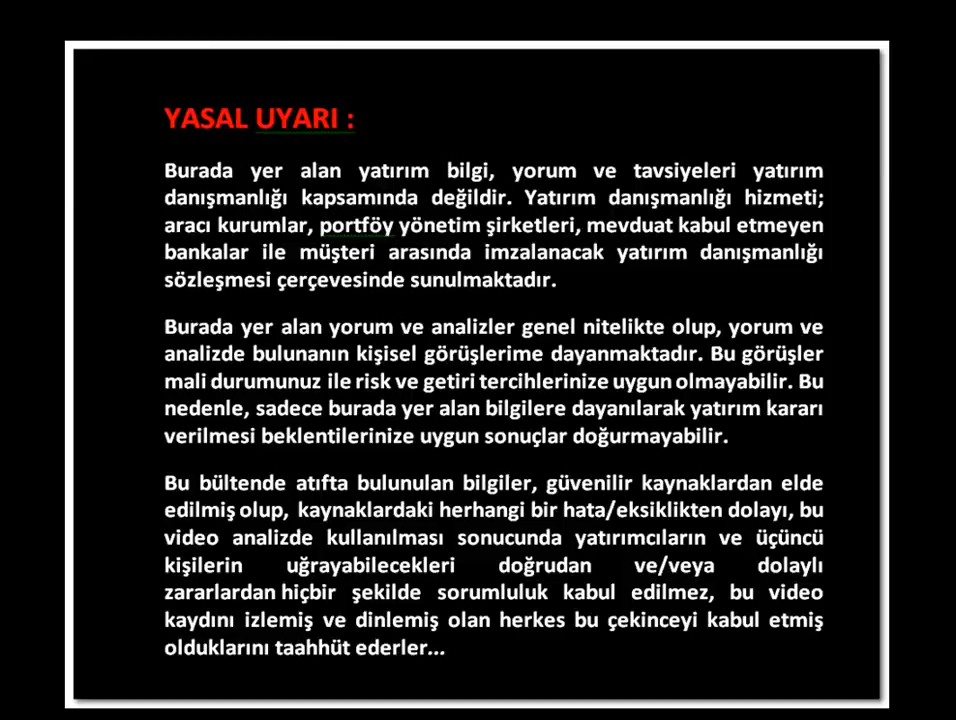 YASAL UYARI :
Burada yer alan yatırım bilgi, yorum ve tavsiyeleri yatırım
danışmanlığı kapsamında değildir. Yatırım danışmanlığı hizmeti;
aracı kurumlar, portföy yönetim şirketleri, mevduat kabul etmeyen
bankalar ile müşteri arasında imzalanacak yatırım danışmanlığı
sözleşmesi çerçevesinde sunulmaktadır.
Burada yer alan yorum ve analizler genel nitelikte olup, yorum ve
analizde bulunanın kişisel görüşlerime dayanmaktadır. Bu görüşler
mali durumunuz ile risk ve getiri tercihlerinize uygun olmayabilir. Bu
nedenle, sadece burada yer alan bilgilere dayanılarak yatırım kararı
verilmesi beklentilerinize uygun sonuçlar doğurmayabilir.
Bu bültende atıfta bulunulan bilgiler, güvenilir kaynaklardan elde
edilmiş olup, kaynaklardaki herhangi bir hata/eksiklikten dolayı, bu
video analizde kullanılması sonucunda yatırımcıların ve üçüncü
kişilerin uğrayabilecekleri doğrudan ve/veya dolaylı
zararlardan hiçbir şekilde sorumluluk kabul edilmez, bu video
kaydını izlemiş ve dinlemiş olan herkes bu çekinceyi kabul etmiş
olduklarını taahhüt ederler...